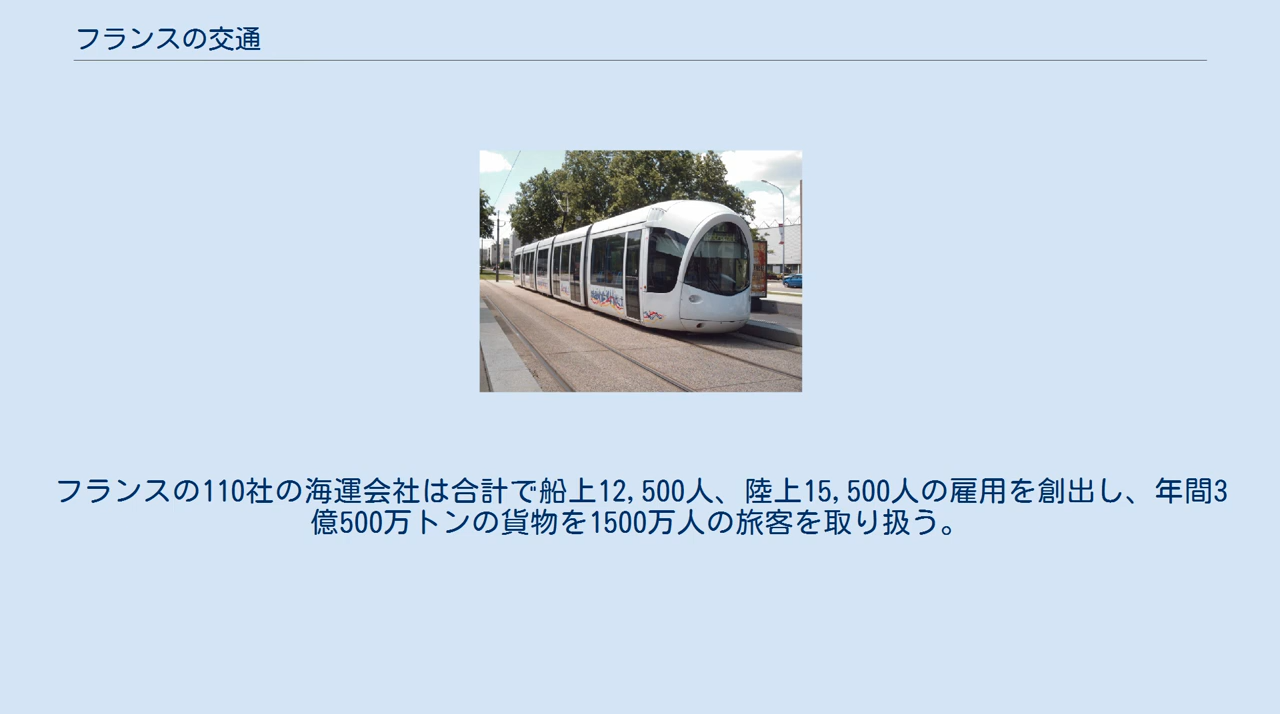 フランスの交通
フランスの110社の海運会社は合計で船上12,500人、陸上15,500人の雇用を創出し、年間3
億500万トンの貨物を1500万人の旅客を取り扱う。